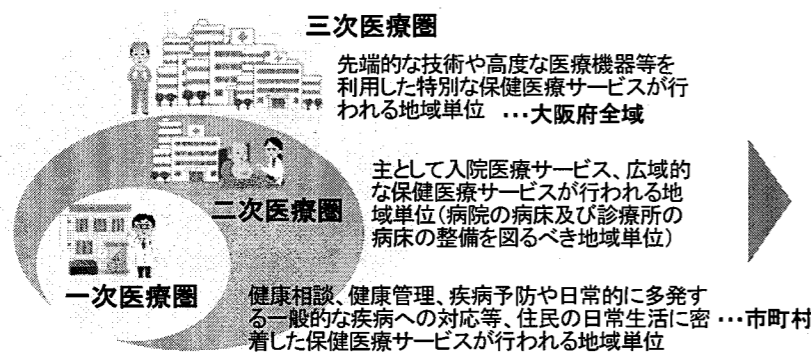 三次医療圏
先端的な技術や高度な医療機器等を
利用した特別な保健医療サービスが行
われる地域単位 …大阪府全域
二次医療圏
主として入院医療サービス、広域的
な保健医療サービスが行われる地
域単位(病院の病床及び診療所の
病床の整備を図るべき地域単位)
一次医療圏
健康相談、健康管理、疾病予防や日常的に多発す
る一般的な疾病への対応等、住民の日常生活に密 …市町村
着した保健医療サービスが行われる地域単位